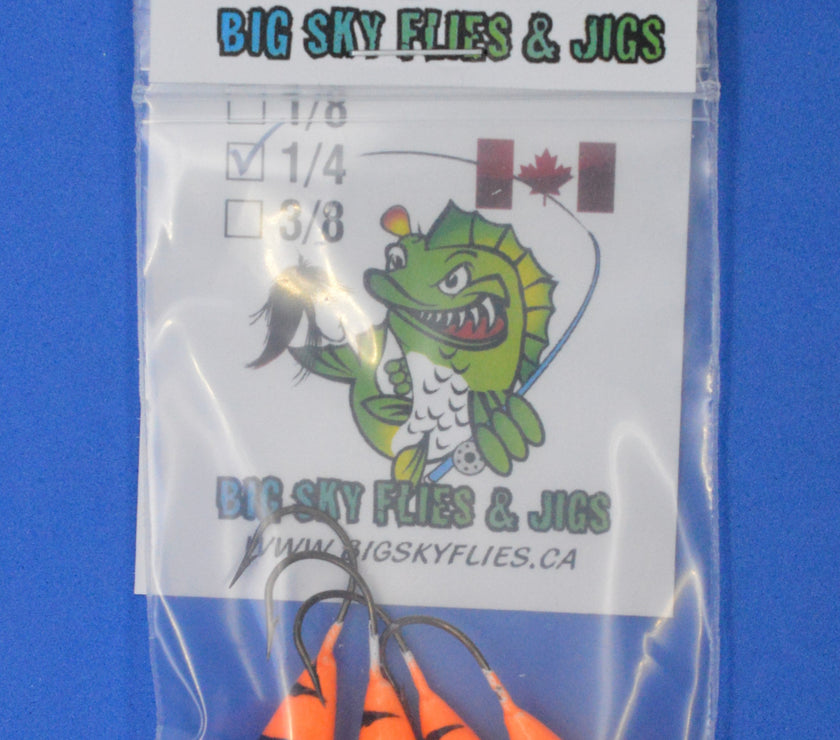 BIG SKY FLIES & JIGS
1/8
1/4
3/8
BIG SKY FLIES & JIGS
WWW.BIGSKYFLIES.CA